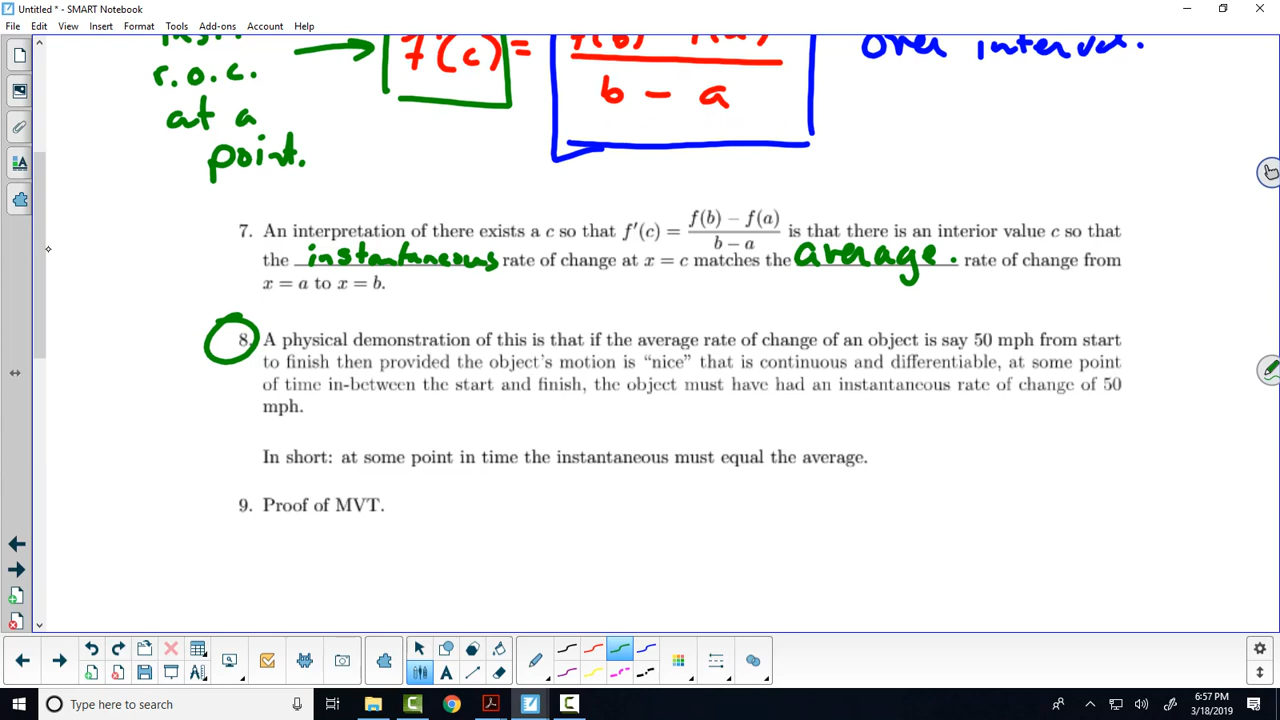 Untitled * - SMART Notebook
File Edit View Insert Format Tools Add-ons Account Help
r.o.c.
at a
point.
f'(c) =
b - a
over interval.
7. An interpretation of there exists a c so that f′(c) = f(b) − f(a) / b − a is that there is an interior value c so that
the instantaneous rate of change at x = c matches the average. rate of change from
x = a to x = b.
8. A physical demonstration of this is that if the average rate of change of an object is say 50 mph from start
to finish then provided the object's motion is "nice" that is continuous and differentiable, at some point
of time in-between the start and finish, the object must have had an instantaneous rate of change of 50
mph.
In short: at some point in time the instantaneous must equal the average.
9. Proof of MVT.
Type here to search
6:57 PM
3/18/2019